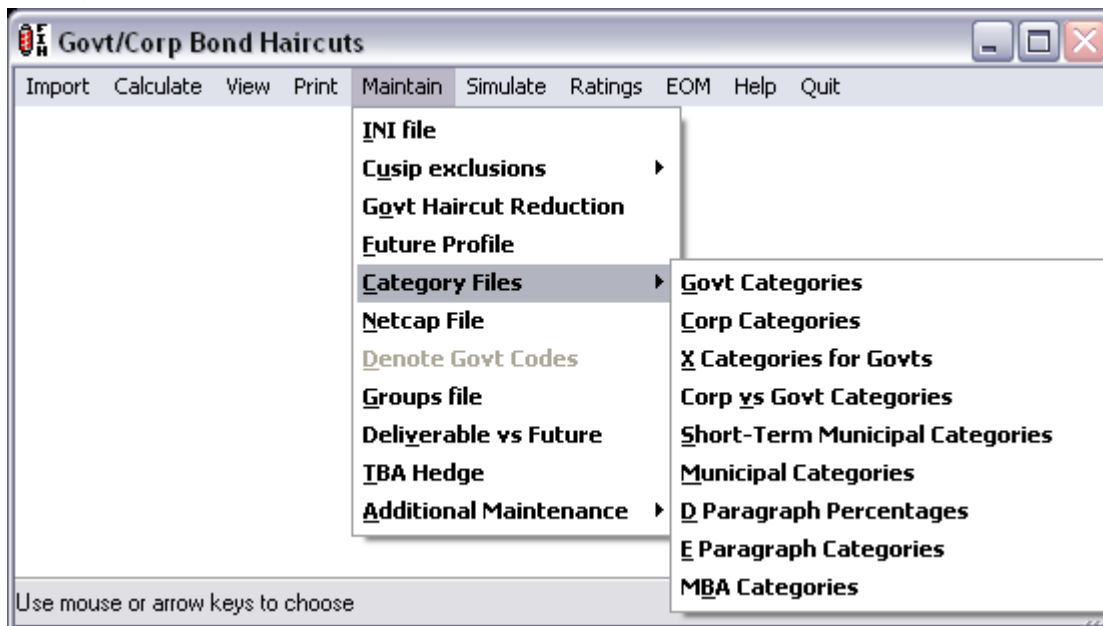 FIH Govt/Corp Bond Haircuts
Import Calculate View Print Maintain Simulate Ratings EOM Help Quit
INI file
Cusip exclusions
Govt Haircut Reduction
Future Profile
Category Files
Netcap File
Denote Govt Codes
Groups file
Deliverable vs Future
TBA Hedge
Additional Maintenance
Govt Categories
Corp Categories
X Categories for Govts
Corp vs Govt Categories
Short-Term Municipal Categories
Municipal Categories
D Paragraph Percentages
E Paragraph Categories
MBA Categories
Use mouse or arrow keys to choose